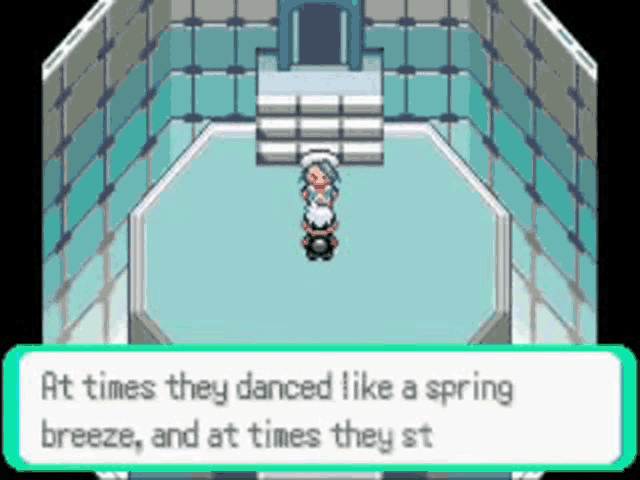 At times they danced like a spring
breeze, and at times they st